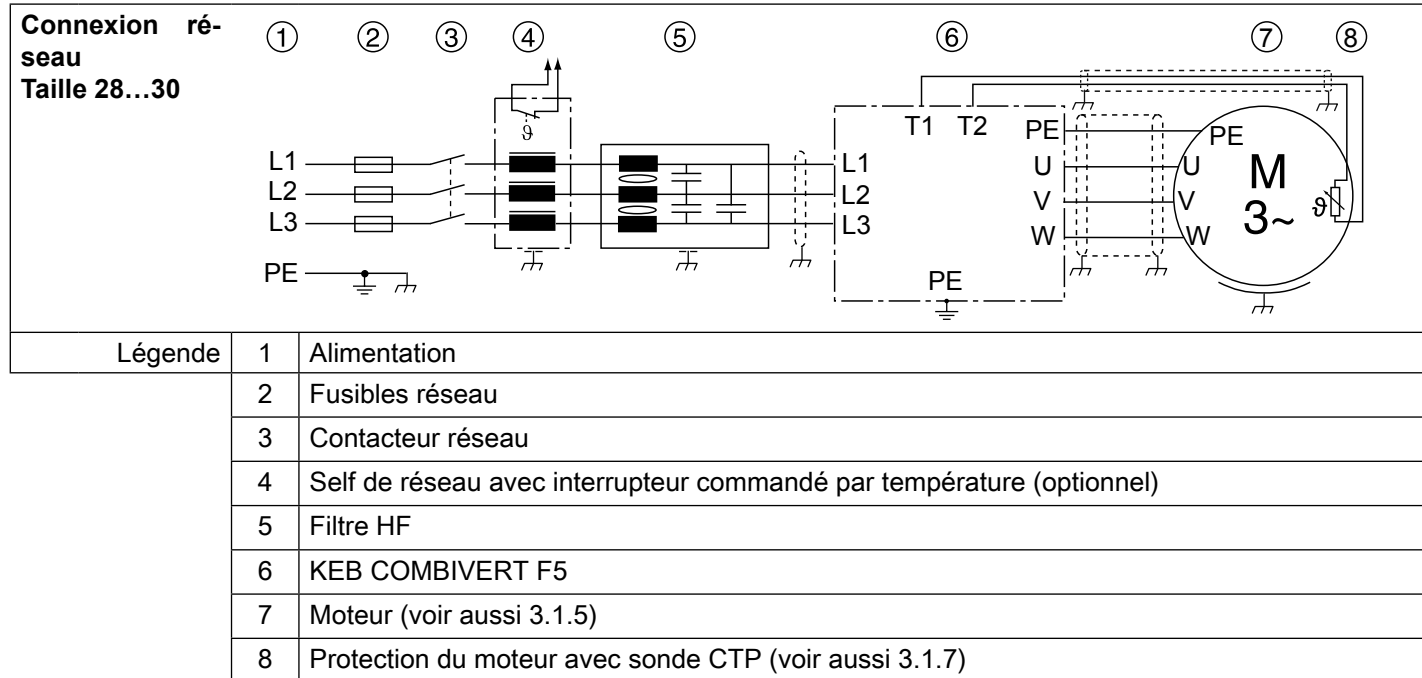 Connexion ré-
seau
Taille 28…30
① ② ③ ④ ⑤ ⑥ ⑦ ⑧
ϑ
T1 T2
L1 L1 PE PE
L2 L2 U U
L3 L3 V V
W W
M
3~
ϑ
PE PE
Légende 1 Alimentation
2 Fusibles réseau
3 Contacteur réseau
4 Self de réseau avec interrupteur commandé par température (optionnel)
5 Filtre HF
6 KEB COMBIVERT F5
7 Moteur (voir aussi 3.1.5)
8 Protection du moteur avec sonde CTP (voir aussi 3.1.7)